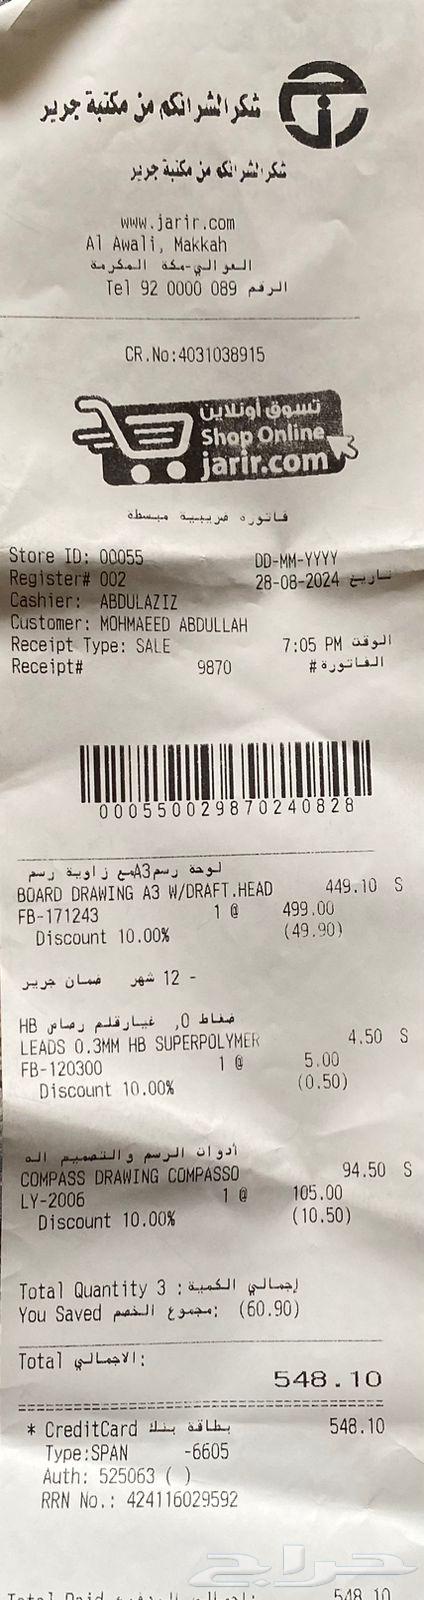 شكرا لشرائكم من مكتبة جرير
شكرا لشرائكم من مكتبة جرير
www.jarir.com
Al Awali, Makkah
العوالي-مكة المكرمة
Tel 92 0000 089 الرقم
CR.No:4031038915
تسوق أونلاين
Shop Online
jarir.com
فاتورة ضريبية مبسطة
Store ID: 00055 DD-MM-YYYY
Register# 002 28-08-2024 تاريخ
Cashier: ABDULAZIZ
Customer: MOHMAEED ABDULLAH
Receipt Type: SALE 7:05 PM الوقت
Receipt# 9870 الفاتورة #
000550029870240828
لوحة رسمA3مع زاوية رسم
BOARD DRAWING A3 W/DRAFT.HEAD 449.10 S
FB-171243 1 @ 499.00
Discount 10.00% (49.90)
- 12 شهر ضمان جرير
ضغاط 0, غيارقلم رصاص HB
LEADS 0.3MM HB SUPERPOLYMER 4.50 S
FB-120300 1 @ 5.00
Discount 10.00% (0.50)
أدوات الرسم والتصميم اله
COMPASS DRAWING COMPASSO 94.50 S
LY-2006 1 @ 105.00
Discount 10.00% (10.50)
Total Quantity 3 : إجمالي الكمية
You Saved مجموع الخصم: (60.90)
Total الاجمالي:
548.10
* CreditCard بطاقة بنك 548.10
Type:SPAN -6605
Auth: 525063 ( )
RRN No.: 424116029592
حراج
Total Paid إجمالي المدفوع: 548.10